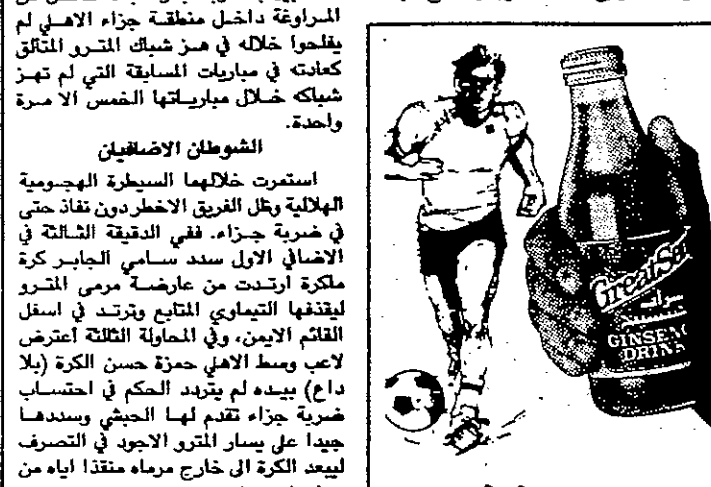 المراوغة داخل منطقة جزاء الاهلي لم
يفلحوا خلاله في هز شباك المترو المتألق
كعادته في مباريات المسابقة التي لم تهز
شباكه خلال مبارياتها الخمس الا مرة
واحدة.
الشوطان الاضافيان
استمرت خلالهما السيطرة الهجومية
الهلالية وظل الفريق الاخطر دون نفاذ حتى
في ضربة جزاء. ففي الدقيقة الثالثة في
الاضافي الاول سدد سامي الجابر كرة
ماكرة ارتدت من عارضة مرمى المترو
ليقذفها التيماوي المتابع وترتد في اسفل
القائم الايمن، وفي المحاولة الثالثة أعترض
لاعب وسط الاهلي حمزة حسن الكرة (بلا
داع) بيده لم يتردد الحكم في احتساب
ضربة جزاء تقدم لها الحبشي وسددها
جيدا على يسار المترو الاجود في التصرف
ليبعد الكرة الى خارج مرماه منقذا اياه من
GINSENG
DRINK